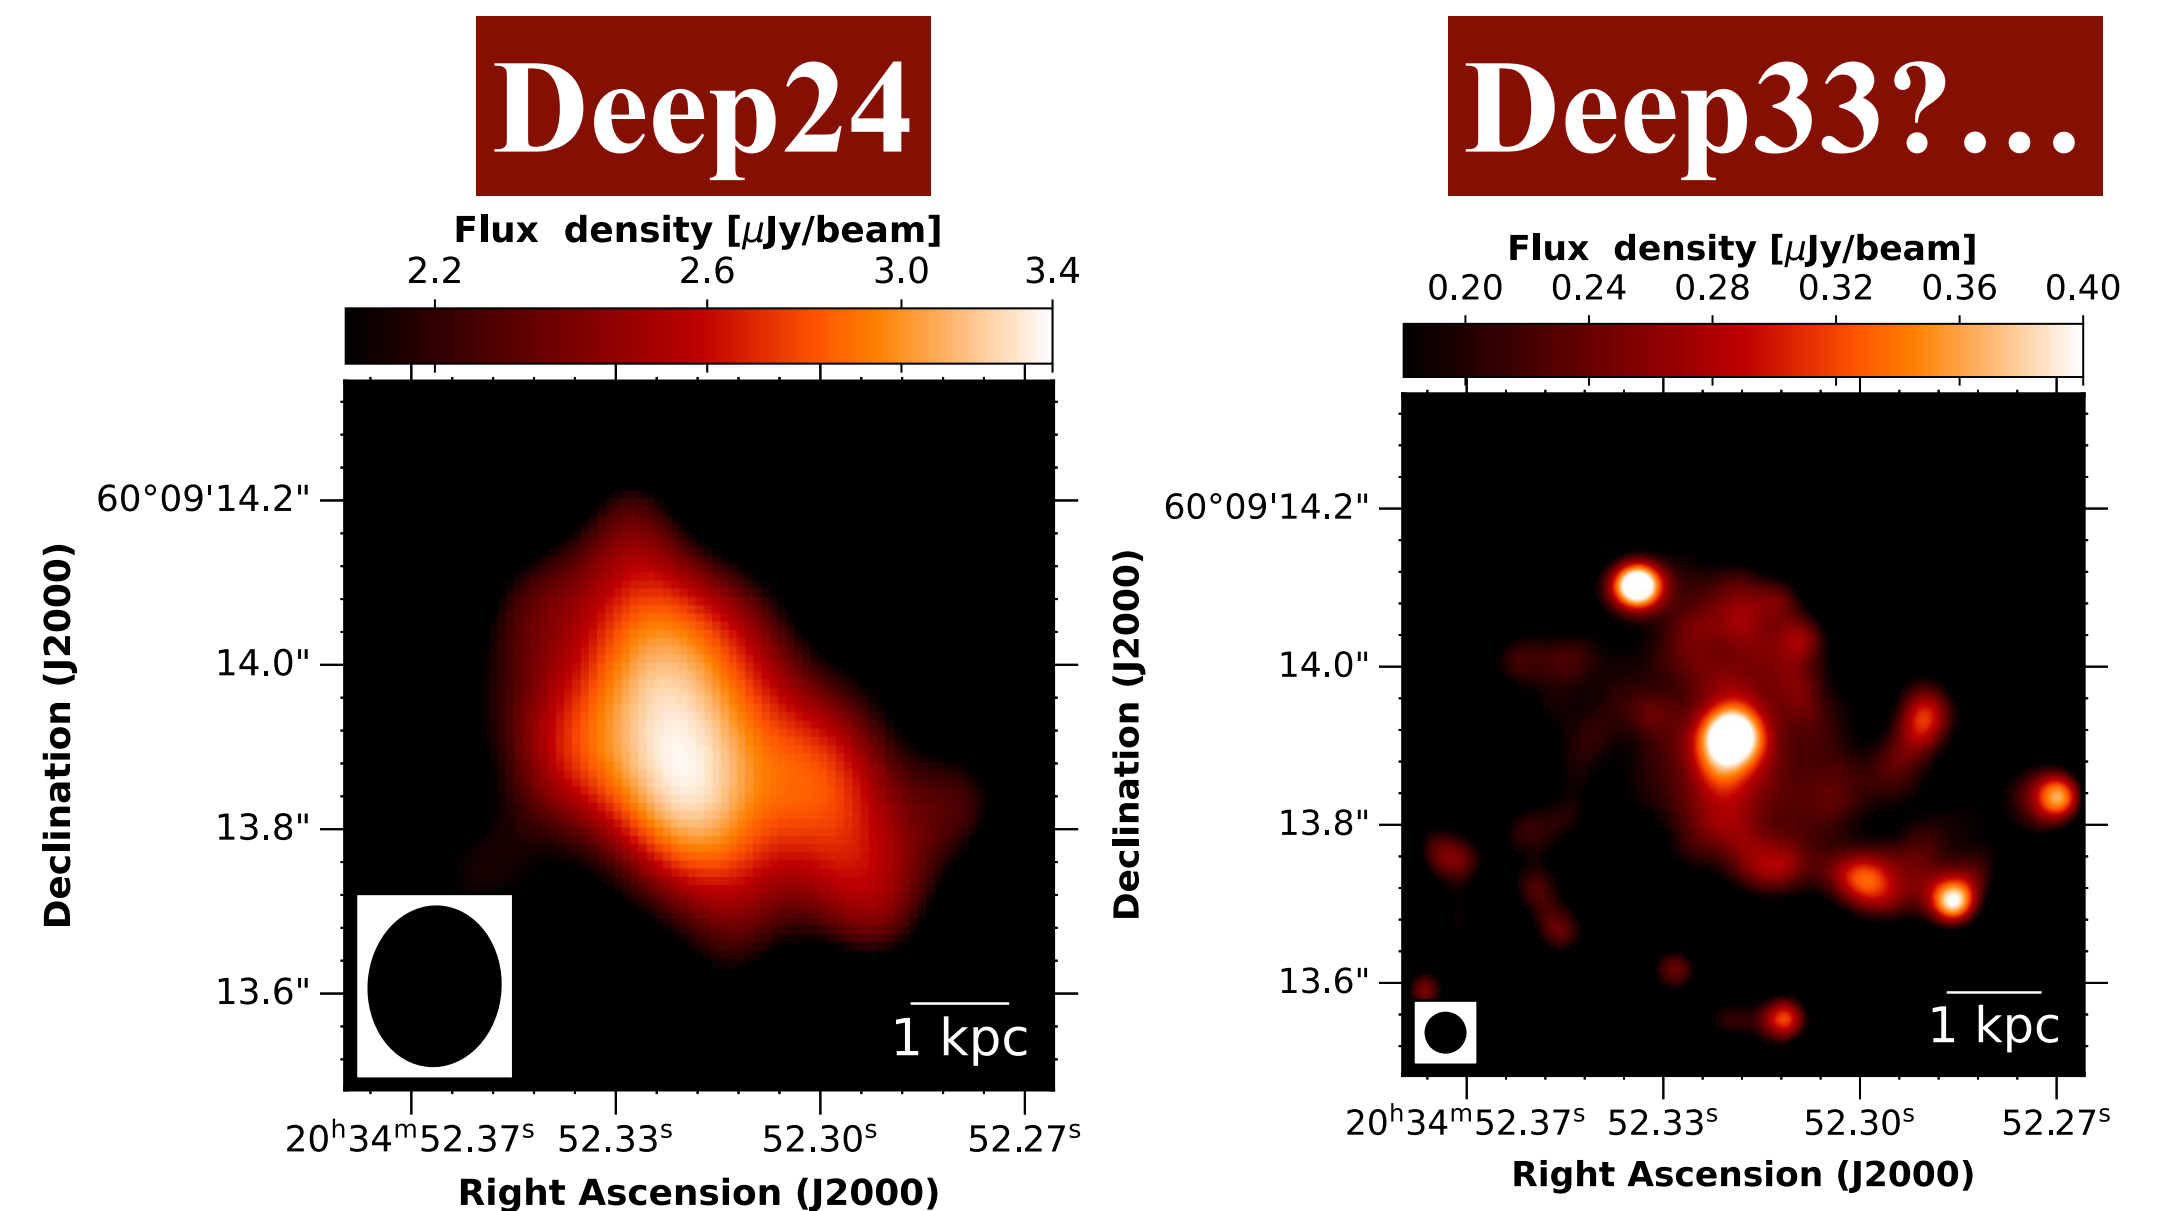 Deep24
Flux density [μJy/beam]
2.2 2.6 3.0 3.4
Declination (J2000)
60°09'14.2"
14.0"
13.8"
13.6"
1 kpc
20ʰ34ᵐ52.37ˢ 52.33ˢ 52.30ˢ 52.27ˢ
Right Ascension (J2000)
Deep33?...
Flux density [μJy/beam]
0.20 0.24 0.28 0.32 0.36 0.40
Declination (J2000)
60°09'14.2"
14.0"
13.8"
13.6"
1 kpc
20ʰ34ᵐ52.37ˢ 52.33ˢ 52.30ˢ 52.27ˢ
Right Ascension (J2000)